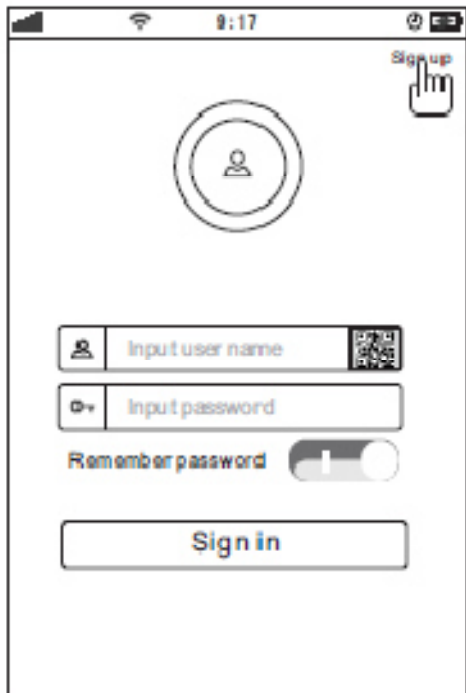 9:17
Sign up
Input user name
Input password
Remember password
Sign in